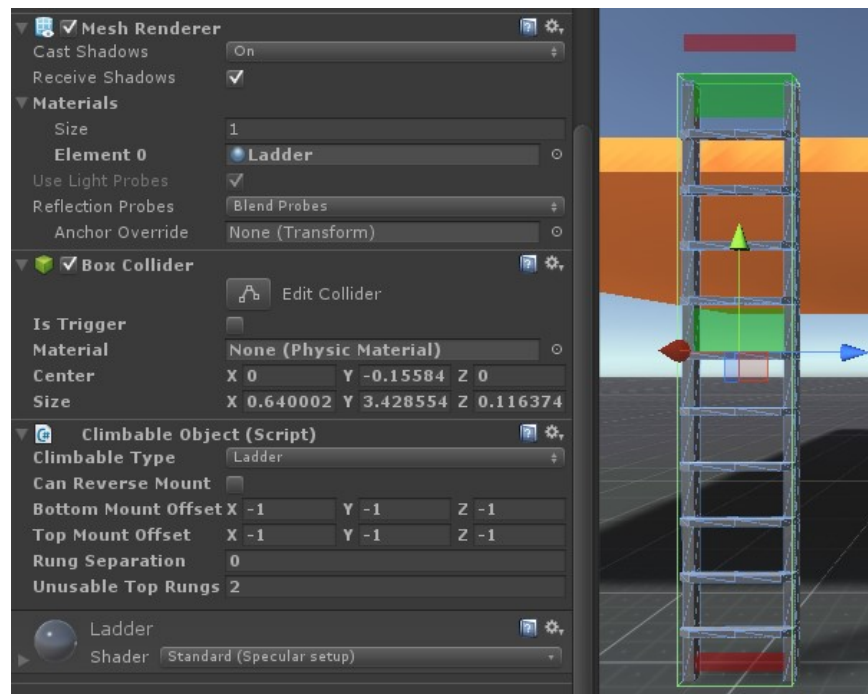 Mesh Renderer
Cast Shadows On
Receive Shadows
Materials
Size 1
Element 0 Ladder
Use Light Probes
Reflection Probes Blend Probes
Anchor Override None (Transform)
Box Collider
Edit Collider
Is Trigger
Material None (Physic Material)
Center X 0 Y -0.15584 Z 0
Size X 0.640002 Y 3.428554 Z 0.116374
Climbable Object (Script)
Climbable Type Ladder
Can Reverse Mount
Bottom Mount Offset X -1 Y -1 Z -1
Top Mount Offset X -1 Y -1 Z -1
Rung Separation 0
Unusable Top Rungs 2
Ladder
Shader Standard (Specular setup)